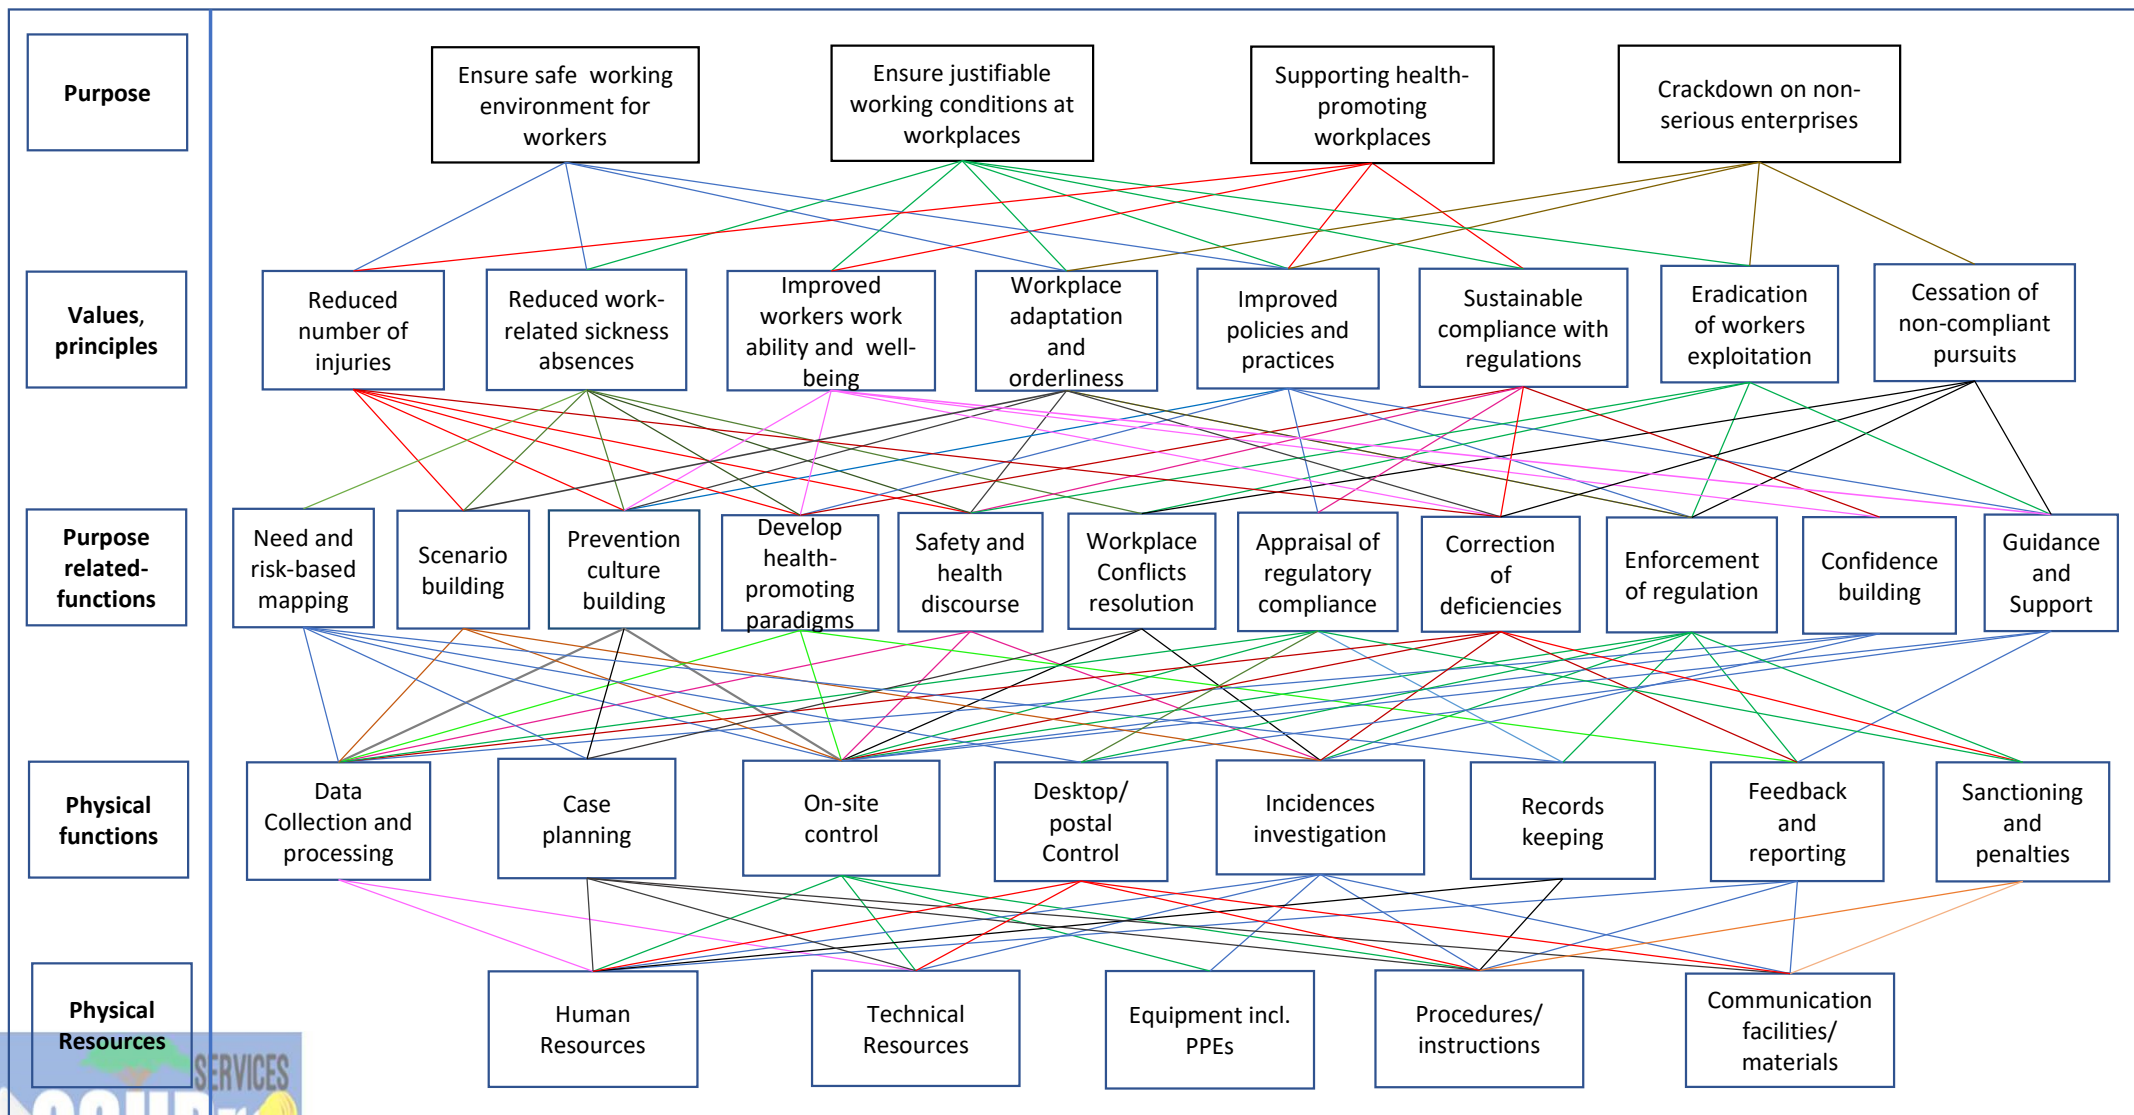 Purpose
Ensure safe working
environment for
workers
Ensure justifiable
working conditions at
workplaces
Supporting health-
promoting
workplaces
Crackdown on non-
serious enterprises
Values,
principles
Reduced
number of
injuries
Reduced work-
related sickness
absences
Improved
workers work
ability and well-
being
Workplace
adaptation
and
orderliness
Improved
policies and
practices
Sustainable
compliance with
regulations
Eradication
of workers
exploitation
Cessation of
non-compliant
pursuits
Purpose
related-
functions
Need and
risk-based
mapping
Scenario
building
Prevention
culture
building
Develop
health-
promoting
paradigms
Safety and
health
discourse
Workplace
Conflicts
resolution
Appraisal of
regulatory
compliance
Correction
of
deficiencies
Enforcement
of regulation
Confidence
building
Guidance
and
Support
Physical
functions
Data
Collection and
processing
Case
planning
On-site
control
Desktop/
postal
Control
Incidences
investigation
Records
keeping
Feedback
and
reporting
Sanctioning
and
penalties
Physical
Resources
Human
Resources
Technical
Resources
Equipment incl.
PPEs
Procedures/
instructions
Communication
facilities/
materials
SERVICES